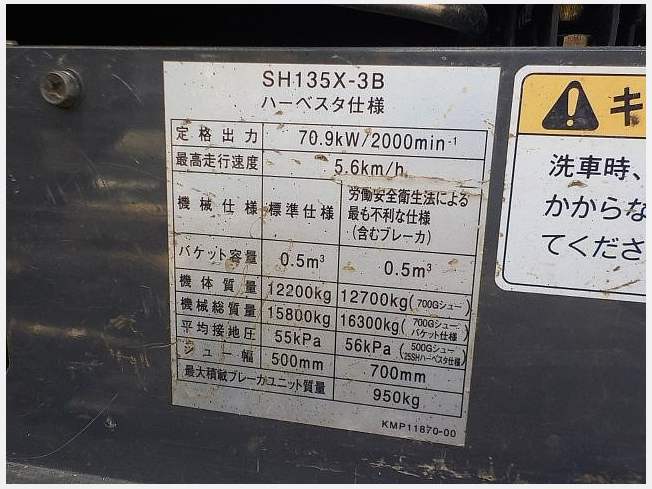 SH135X-3B
ハーベスタ仕様
定格出力 70.9kW/2000min-1
最高走行速度 5.6km/h
機械仕様 標準仕様 労働安全衛生法による
最も不利な仕様
(含むブレーカ)
バケット容量 0.5m³ 0.5m³
機体質量 12200kg 12700kg(700Gシュー)
機械総質量 15800kg 16300kg(700Gシュー バケット仕様)
平均接地圧 55kPa 56kPa(500Gシュー 25SHハーベスタ仕様)
シュー幅 500mm 700mm
最大積載ブレーカユニット質量 950kg
KMP11870-00
キ
洗車時、
かからな
てくださ